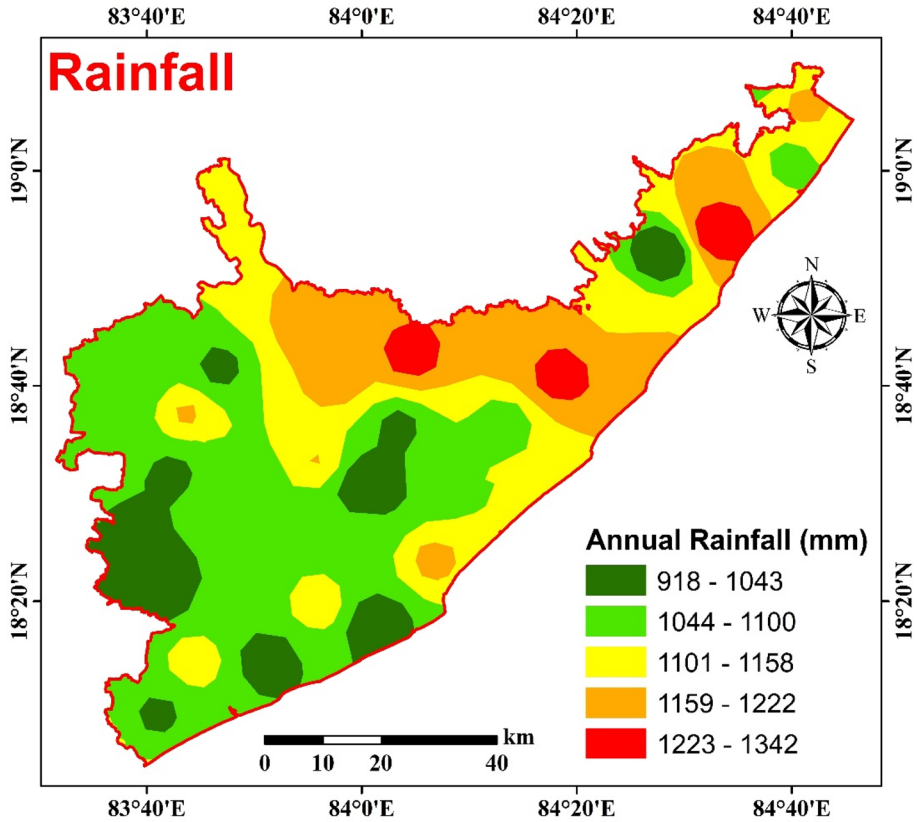 83°40'E 84°0'E 84°20'E 84°40'E
Rainfall
19°0'N 19°0'N
N
W E
S
18°40'N 18°40'N
Annual Rainfall (mm)
918 - 1043
18°20'N 18°20'N
1044 - 1100
1101 - 1158
1159 - 1222
1223 - 1342
km
0 10 20 40
83°40'E 84°0'E 84°20'E 84°40'E